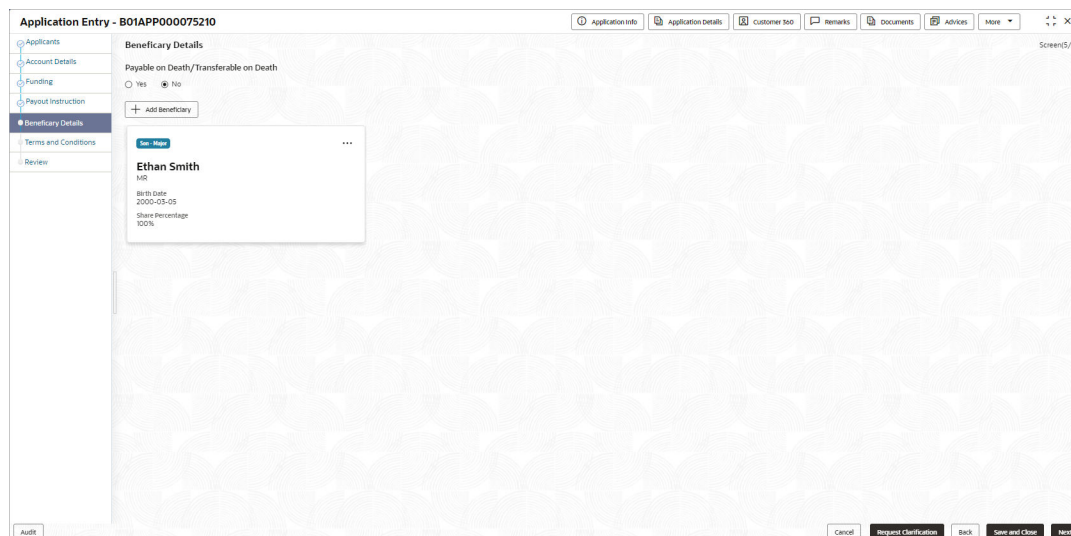 Application Entry - B01APP000075210
Application Info
Application Details
Customer 360
Remarks
Documents
Advices
More
Applicants
Account Details
Funding
Payout Instruction
Beneficary Details
Terms and Conditions
Review
Beneficary Details
Screen(5/
Payable on Death/Transferable on Death
Yes No
Add Beneficiary
Son - Major
Ethan Smith
MR
Birth Date
2000-03-05
Share Percentage
100%
Audit
Cancel
Request Clarification
Back
Save and Close
Next